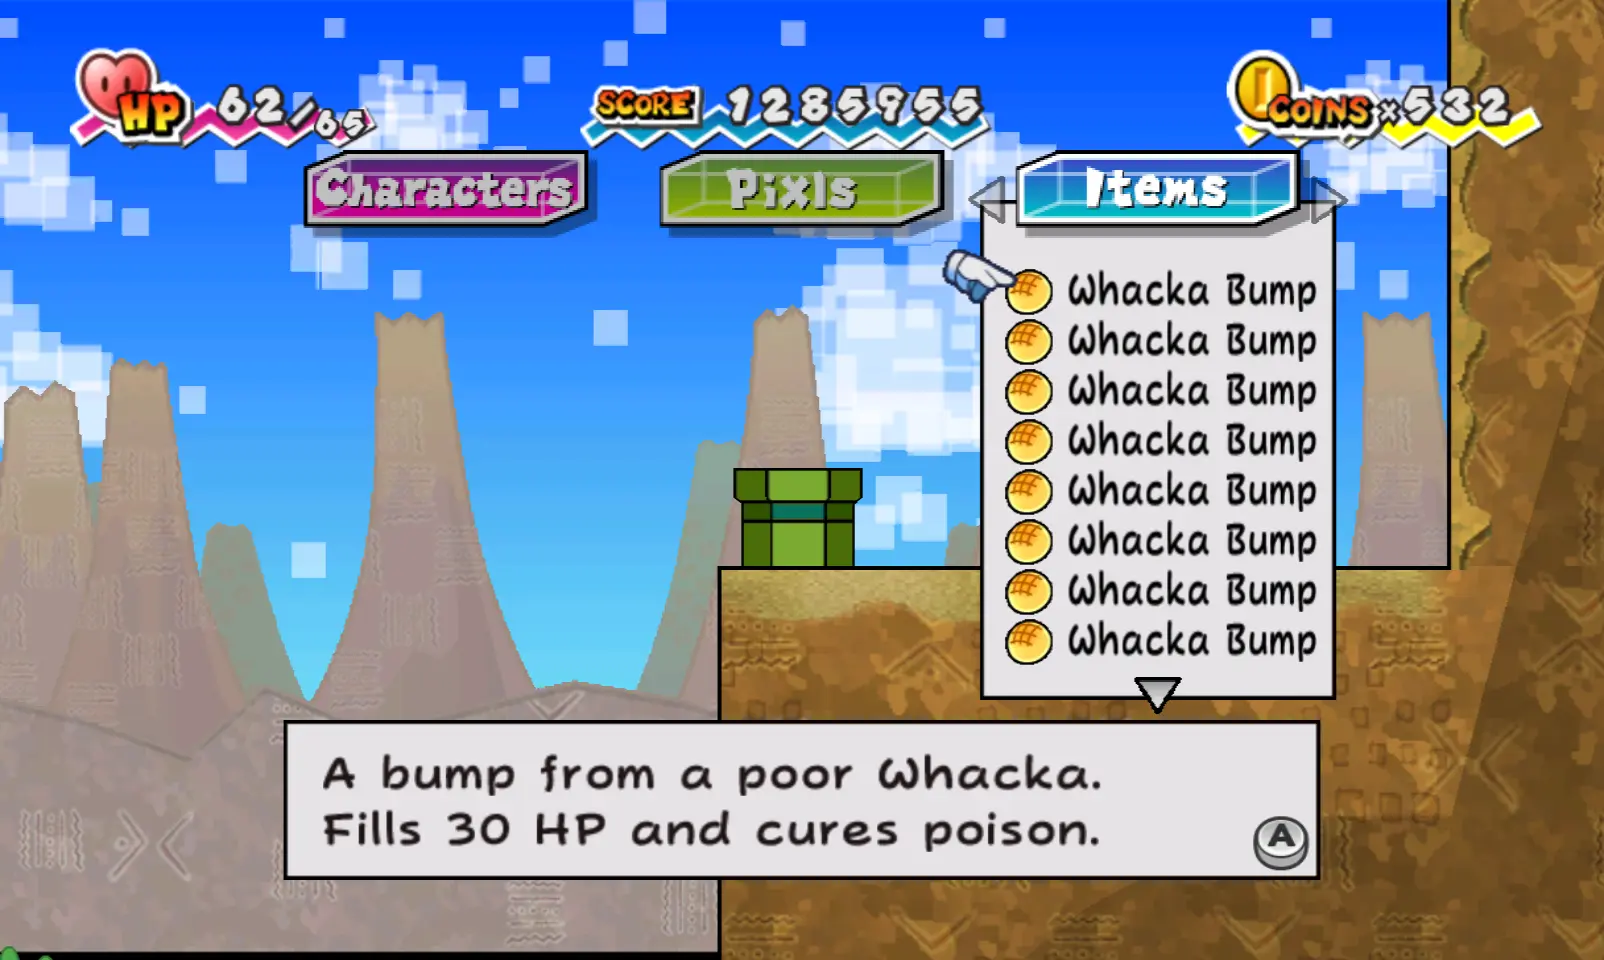 HP 62/65
SCORE 1285955
COINS ×532
Characters
Pixls
Items
Whacka Bump
Whacka Bump
Whacka Bump
Whacka Bump
Whacka Bump
Whacka Bump
Whacka Bump
Whacka Bump
A bump from a poor Whacka.
Fills 30 HP and cures poison.
A